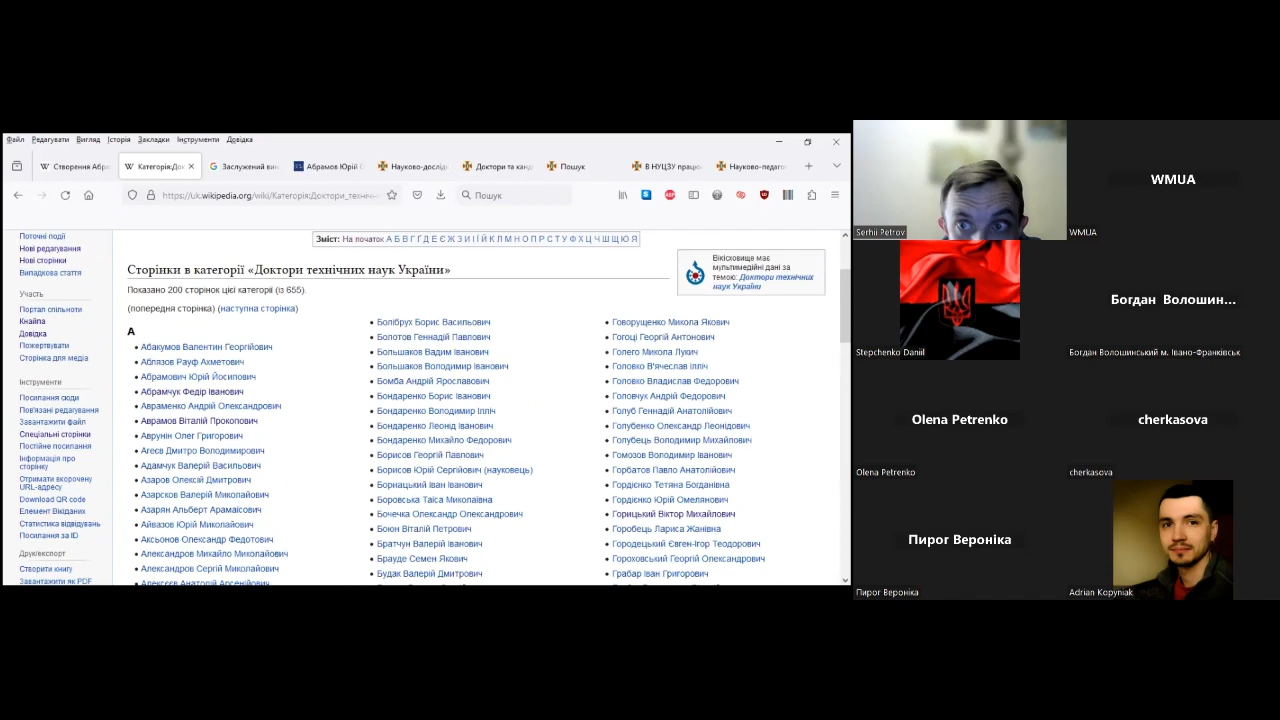 Файл Редагувати Вигляд Історія Закладки Інструменти Довідка
Створення Абра
Категорія:До
Заслужений ви
Абрамов Юрій О
Науково-дослід
Доктори та канд
Пошук
В НУЦЗУ працю
Науково-педаго
https://uk.wikipedia.org/wiki/Категорія:Доктори_техніч
Пошук
Поточні події
Нові редагування
Нові сторінки
Випадкова стаття
Участь
Портал спільноти
Кнайпа
Довідка
Пожертвувати
Сторінка для медіа
Інструменти
Посилання сюди
Пов'язані редагування
Завантажити файл
Спеціальні сторінки
Постійне посилання
Інформація про
сторінку
Отримати вкорочену
URL-адресу
Download QR code
Елемент Вікіданих
Статистика відвідувань
Посилання за ID
Друк/експорт
Створити книгу
Завантажити як PDF
Зміст: На початок А Б В Г Ґ Д Е Є Ж З И І Ї Й К Л М Н О П Р С Т У Ф Х Ц Ч Ш Щ Ю Я
Сторінки в категорії «Доктори технічних наук України»
Показано 200 сторінок цієї категорії (із 655).
(попередня сторінка) (наступна сторінка)
Вікісховище має
мультимедійні дані за
темою: Доктори технічних
наук України
А
Абакумов Валентин Георгійович
Аблязов Рауф Ахметович
Абрамович Юрій Йосипович
Абрамчук Федір Іванович
Авраменко Андрій Олександрович
Аврамов Віталій Прокопович
Аврунін Олег Григорович
Агеєв Дмитро Володимирович
Адамчук Валерій Васильович
Азаров Олексій Дмитрович
Азарсков Валерій Миколайович
Азарян Альберт Арамаїсович
Айвазов Юрій Миколайович
Аксьонов Олександр Федотович
Александров Михайло Миколайович
Александров Сергій Миколайович
Алексєєв Анатолій Арсенійович
Болібрух Борис Васильович
Болотов Геннадій Павлович
Большаков Вадим Іванович
Большаков Володимир Іванович
Бомба Андрій Ярославович
Бондаренко Борис Іванович
Бондаренко Володимир Ілліч
Бондаренко Леонід Іванович
Бондаренко Михайло Федорович
Борисов Георгій Павлович
Борисов Юрій Сергійович (науковець)
Борнацький Іван Іванович
Боровська Таїса Миколаївна
Бочечка Олександр Олександрович
Боюн Віталій Петрович
Братчун Валерій Іванович
Брауде Семен Якович
Будак Валерій Дмитрович
Говорущенко Микола Якович
Гогоці Георгій Антонович
Голего Микола Лукич
Головко В'ячеслав Ілліч
Головко Владислав Федорович
Головчук Андрій Федорович
Голуб Геннадій Анатолійович
Голубенко Олександр Леонідович
Голубець Володимир Михайлович
Гомозов Володимир Іванович
Горбатов Павло Анатолійович
Гордієнко Тетяна Богданівна
Гордієнко Юрій Омелянович
Горицький Віктор Михайлович
Горобець Лариса Жанівна
Городецький Євген-Ігор Теодорович
Гороховський Георгій Олександрович
Грабар Іван Григорович
Serhii Petrov
WMUA
WMUA
Stepchenko Daniil
Богдан Волошин...
Богдан Волошинський м. Івано-Франківськ
Olena Petrenko
Olena Petrenko
cherkasova
cherkasova
Пирог Вероніка
Пирог Вероніка
Adrian Kopyniak